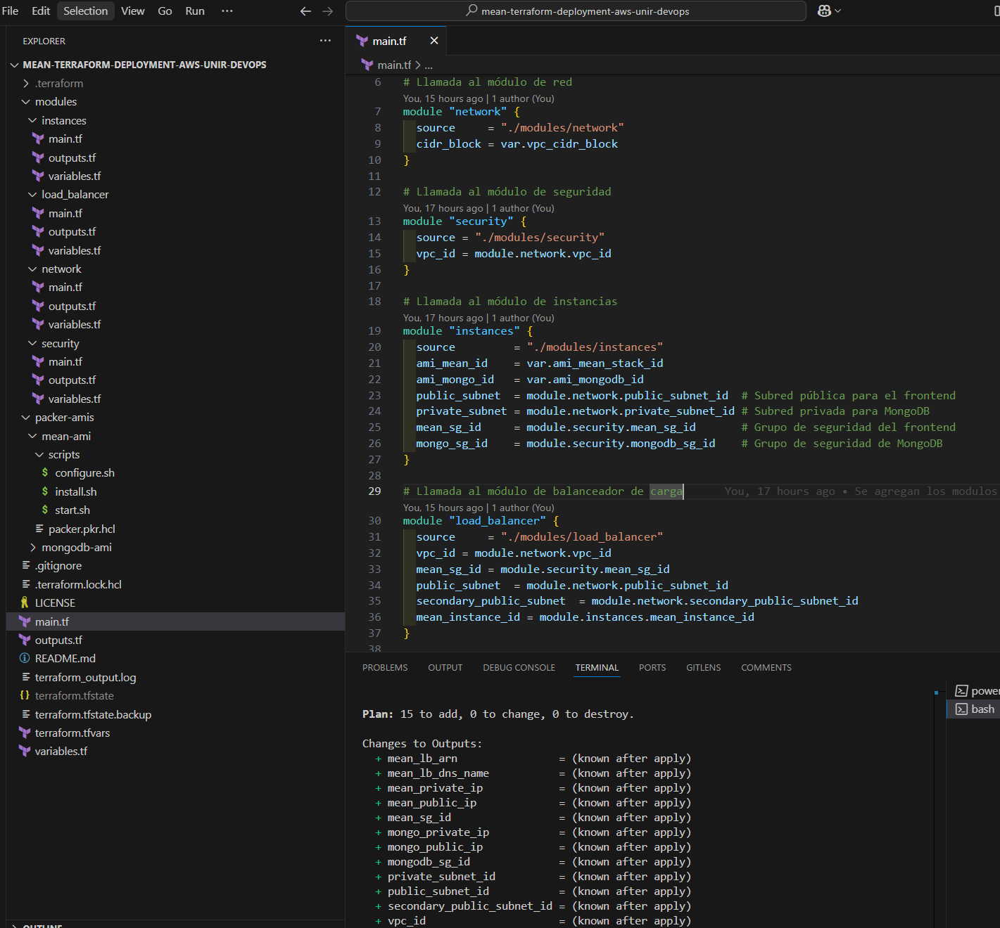 File Edit Selection View Go Run ···
mean-terraform-deployment-aws-unir-devops
EXPLORER ···
MEAN-TERRAFORM-DEPLOYMENT-AWS-UNIR-DEVOPS
.terraform
modules
instances
main.tf
outputs.tf
variables.tf
load_balancer
main.tf
outputs.tf
variables.tf
network
main.tf
outputs.tf
variables.tf
security
main.tf
outputs.tf
variables.tf
packer-amis
mean-ami
scripts
$ configure.sh
$ install.sh
$ start.sh
packer.pkr.hcl
mongodb-ami
.gitignore
.terraform.lock.hcl
LICENSE
main.tf
outputs.tf
README.md
terraform_output.log
{} terraform.tfstate
terraform.tfstate.backup
terraform.tfvars
variables.tf
OUTLINE
main.tf ×
main.tf > ...
6 # Llamada al módulo de red
You, 15 hours ago | 1 author (You)
7 module "network" {
8 source     = "./modules/network"
9 cidr_block = var.vpc_cidr_block
10 }
11
12 # Llamada al módulo de seguridad
You, 17 hours ago | 1 author (You)
13 module "security" {
14 source = "./modules/security"
15 vpc_id = module.network.vpc_id
16 }
17
18 # Llamada al módulo de instancias
You, 17 hours ago | 1 author (You)
19 module "instances" {
20 source         = "./modules/instances"
21 ami_mean_id    = var.ami_mean_stack_id
22 ami_mongo_id   = var.ami_mongodb_id
23 public_subnet  = module.network.public_subnet_id  # Subred pública para el frontend
24 private_subnet = module.network.private_subnet_id # Subred privada para MongoDB
25 mean_sg_id     = module.security.mean_sg_id       # Grupo de seguridad del frontend
26 mongo_sg_id    = module.security.mongodb_sg_id    # Grupo de seguridad de MongoDB
27 }
28
29 # Llamada al módulo de balanceador de carga You, 17 hours ago • Se agregan los modulos
You, 15 hours ago | 1 author (You)
30 module "load_balancer" {
31 source     = "./modules/load_balancer"
32 vpc_id = module.network.vpc_id
33 mean_sg_id = module.security.mean_sg_id
34 public_subnet  = module.network.public_subnet_id
35 secondary_public_subnet  = module.network.secondary_public_subnet_id
36 mean_instance_id = module.instances.mean_instance_id
37 }
38
PROBLEMS OUTPUT DEBUG CONSOLE TERMINAL PORTS GITLENS COMMENTS
power
bash
Plan: 15 to add, 0 to change, 0 to destroy.
Changes to Outputs:
+ mean_lb_arn                = (known after apply)
+ mean_lb_dns_name           = (known after apply)
+ mean_private_ip            = (known after apply)
+ mean_public_ip             = (known after apply)
+ mean_sg_id                 = (known after apply)
+ mongo_private_ip           = (known after apply)
+ mongo_public_ip            = (known after apply)
+ mongodb_sg_id              = (known after apply)
+ private_subnet_id          = (known after apply)
+ public_subnet_id           = (known after apply)
+ secondary_public_subnet_id = (known after apply)
+ vpc_id                     = (known after apply)